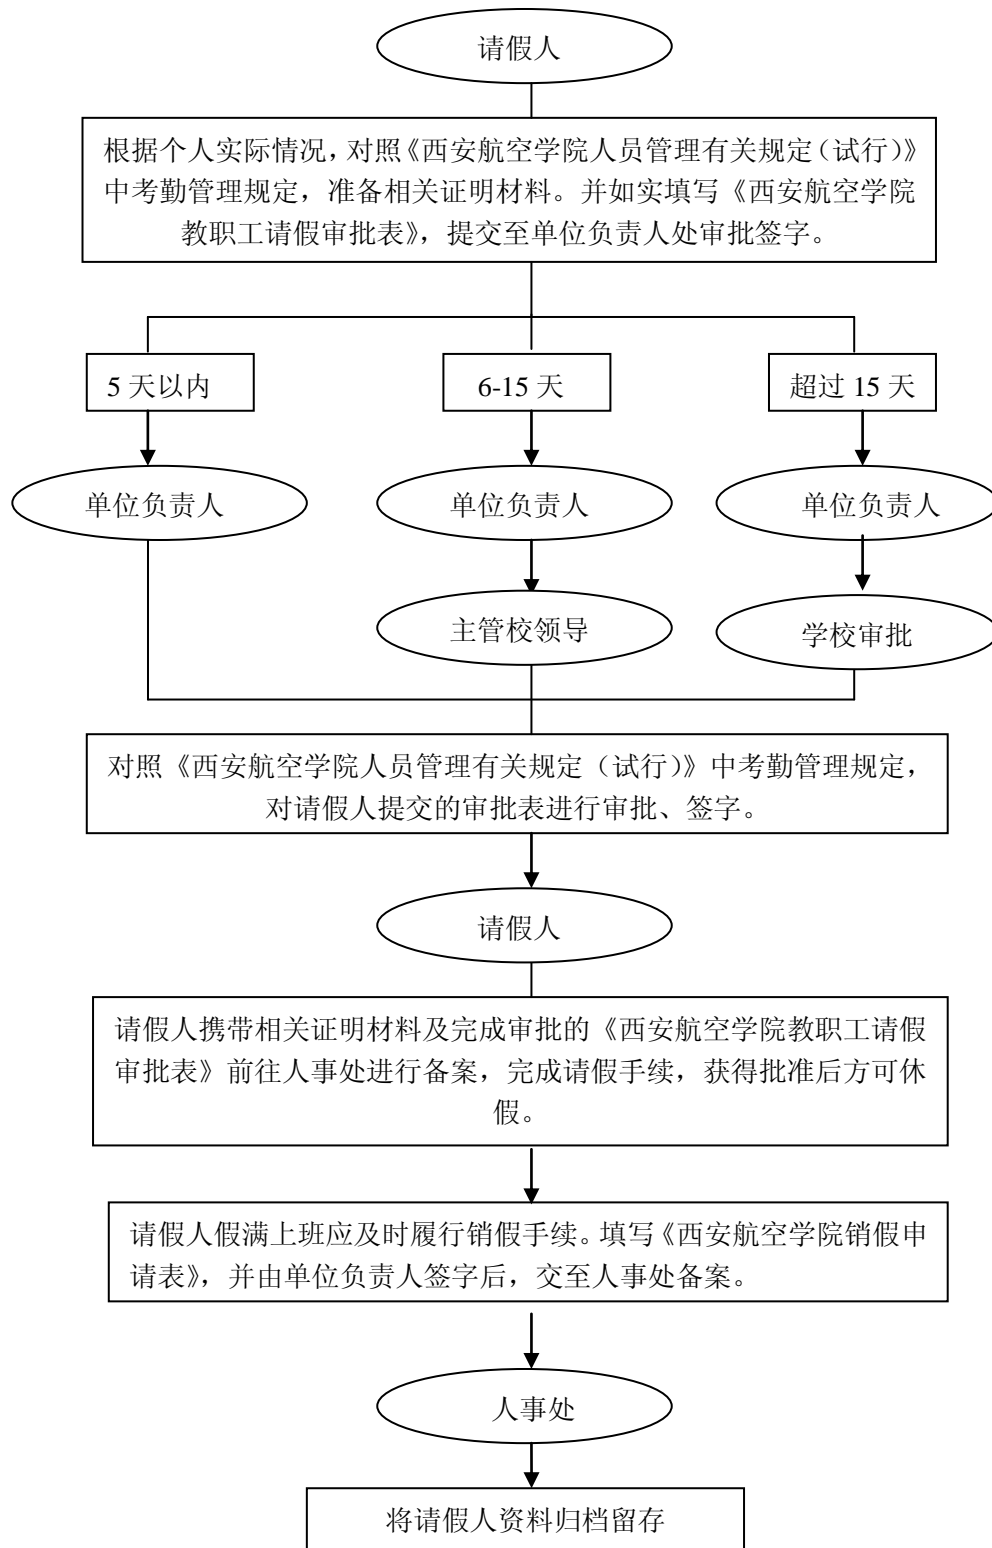 请假人
根据个人实际情况，对照《西安航空学院人员管理有关规定（试行）》
中考勤管理规定，准备相关证明材料。并如实填写《西安航空学院
教职工请假审批表》，提交至单位负责人处审批签字。
5 天以内
6-15 天
超过 15 天
单位负责人
单位负责人
单位负责人
主管校领导
学校审批
对照《西安航空学院人员管理有关规定（试行）》中考勤管理规定，
对请假人提交的审批表进行审批、签字。
请假人
请假人携带相关证明材料及完成审批的《西安航空学院教职工请假
审批表》前往人事处进行备案，完成请假手续，获得批准后方可休
假。
请假人假满上班应及时履行销假手续。填写《西安航空学院销假申
请表》，并由单位负责人签字后，交至人事处备案。
人事处
将请假人资料归档留存